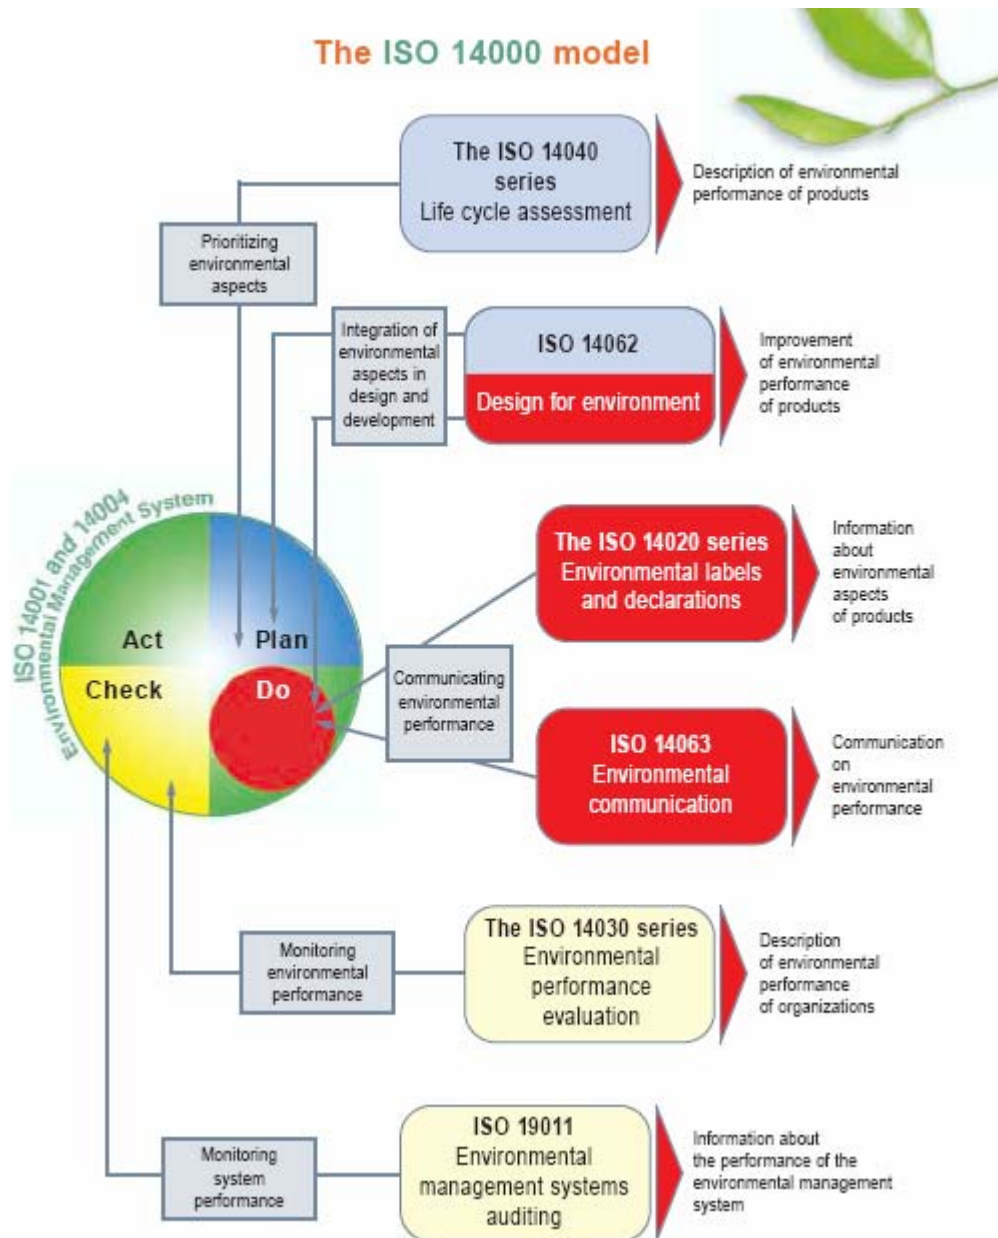 The ISO 14000 model
The ISO 14040
series
Life cycle assessment
Description of environmental
performance of products
Prioritizing
environmental
aspects
Integration of
environmental
aspects in
design and
development
ISO 14062
Design for environment
Improvement
of environmental
performance
of products
ISO 14001 and 14004
Environmental Management System
Act
Plan
Check
Do
The ISO 14020 series
Environmental labels
and declarations
Information
about
environmental
aspects
of products
Communicating
environmental
performance
ISO 14063
Environmental
communication
Communication
on
environmental
performance
Monitoring
environmental
performance
The ISO 14030 series
Environmental
performance
evaluation
Description
of environmental
performance
of organizations
Monitoring
system
performance
ISO 19011
Environmental
management systems
auditing
Information about
the performance of the
environmental management
system